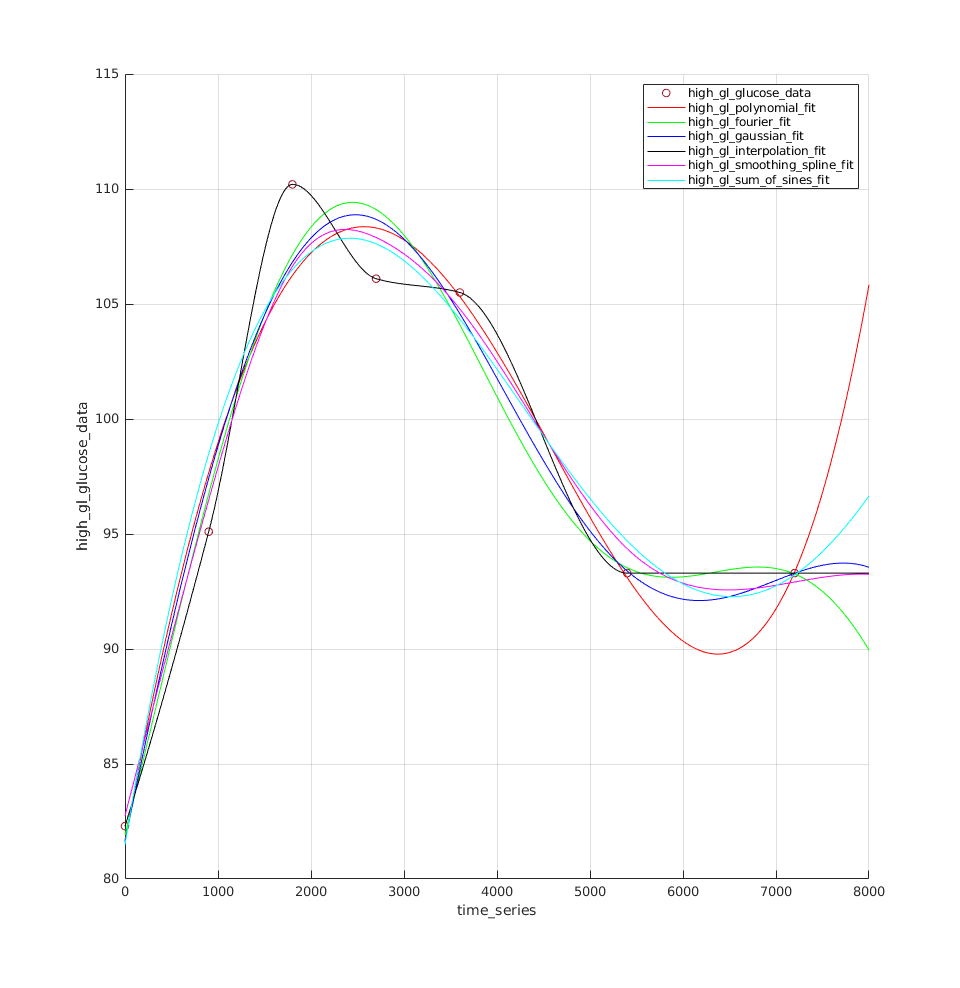 115
110
105
100
95
90
85
80
high_gl_glucose_data
0 1000 2000 3000 4000 5000 6000 7000 8000
time_series
high_gl_glucose_data
high_gl_polynomial_fit
high_gl_fourier_fit
high_gl_gaussian_fit
high_gl_interpolation_fit
high_gl_smoothing_spline_fit
high_gl_sum_of_sines_fit